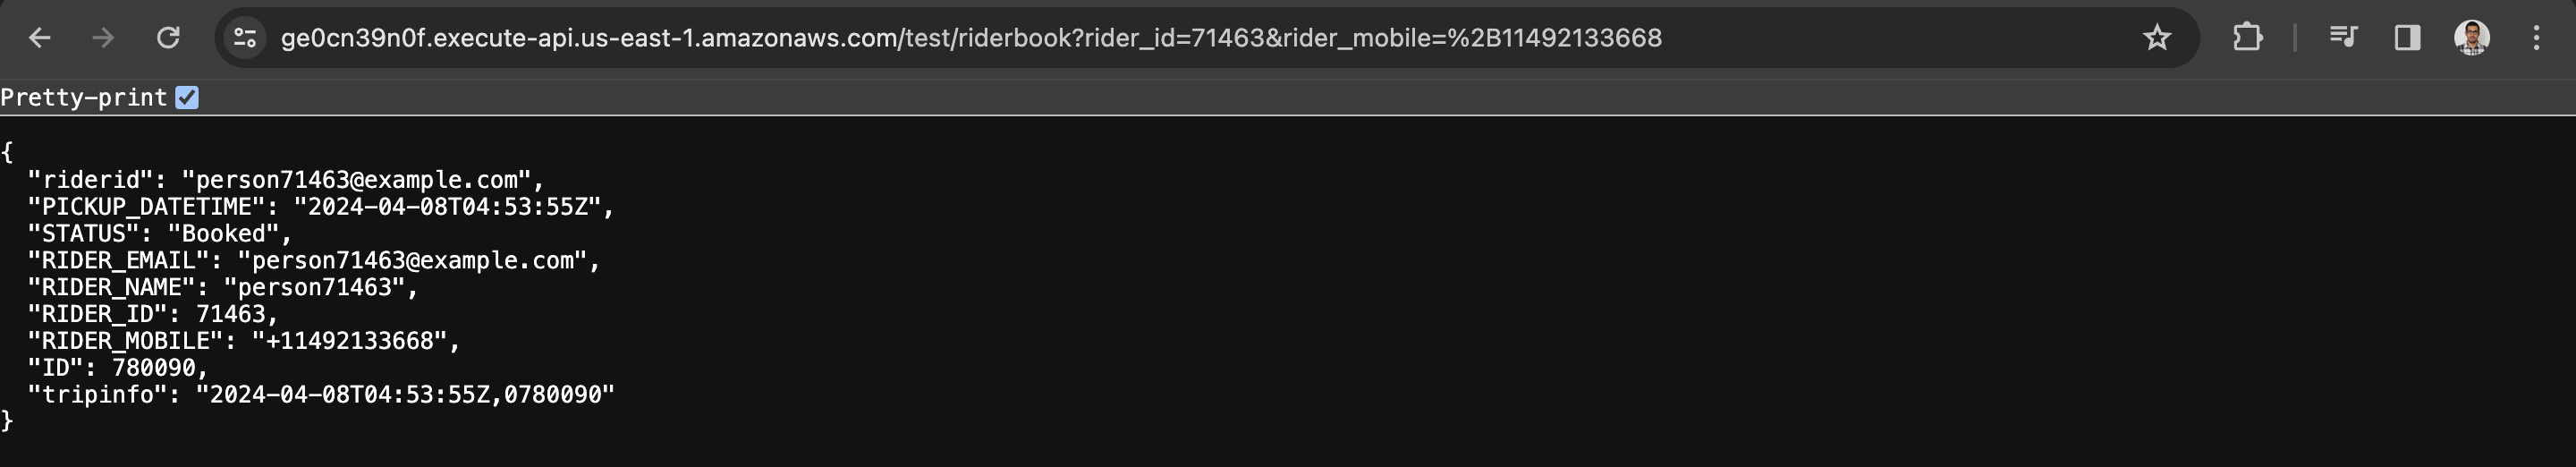 ge0cn39n0f.execute-api.us-east-1.amazonaws.com/test/riderbook?rider_id=71463&rider_mobile=%2B11492133668
Pretty-print
{
  "riderid": "person71463@example.com",
  "PICKUP_DATETIME": "2024-04-08T04:53:55Z",
  "STATUS": "Booked",
  "RIDER_EMAIL": "person71463@example.com",
  "RIDER_NAME": "person71463",
  "RIDER_ID": 71463,
  "RIDER_MOBILE": "+11492133668",
  "ID": 780090,
  "tripinfo": "2024-04-08T04:53:55Z,0780090"
}